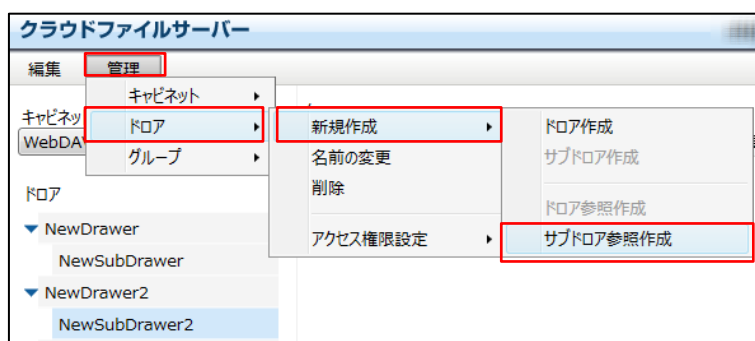 クラウドファイルサーバー
編集 管理
キャビネット
キャビネッ
ドロア 新規作成 ドロア作成
WebDA
グループ 名前の変更 サブドロア作成
削除
ドロア
ドロア参照作成
NewDrawer アクセス権限設定 サブドロア参照作成
NewSubDrawer
NewDrawer2
NewSubDrawer2